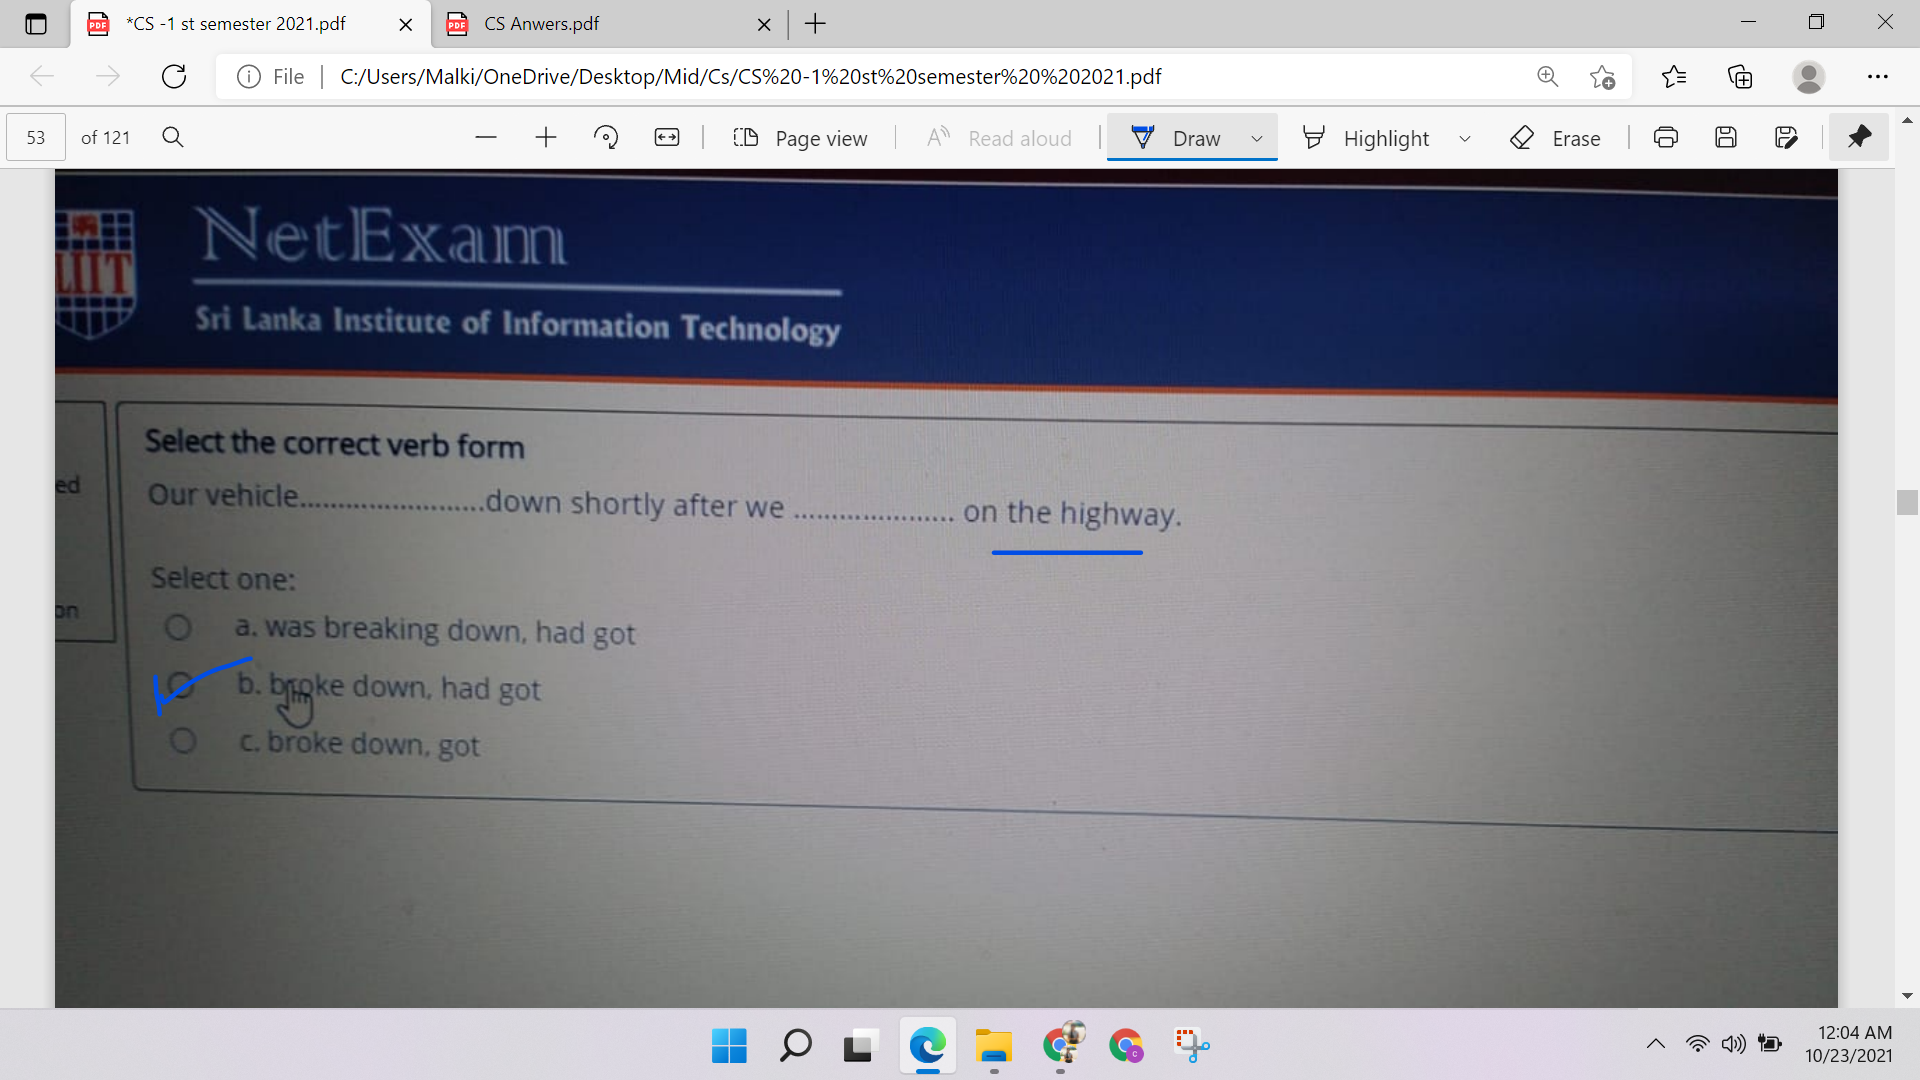 *CS -1 st semester 2021.pdf
CS Anwers.pdf
File
C:/Users/Malki/OneDrive/Desktop/Mid/Cs/CS%20-1%20st%20semester%20%202021.pdf
53 of 121
Page view
Read aloud
Draw
Highlight
Erase
LIIT
NetExam
Sri Lanka Institute of Information Technology
ed
on
Select the correct verb form
Our vehicle........................down shortly after we ..................... on the highway.
Select one:
a. was breaking down, had got
b. broke down, had got
c. broke down, got
12:04 AM
10/23/2021